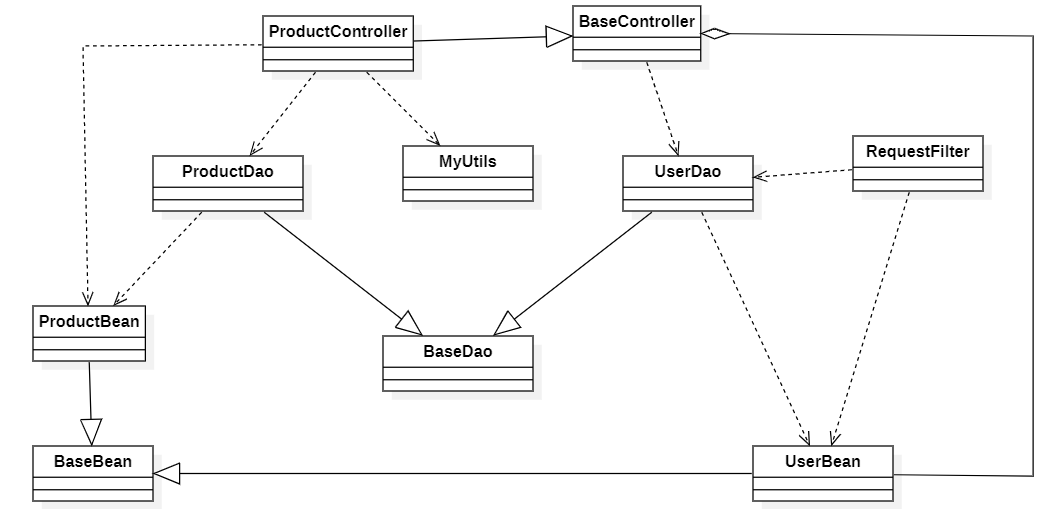 ProductController
BaseController
ProductDao
MyUtils
UserDao
RequestFilter
ProductBean
BaseDao
BaseBean
UserBean